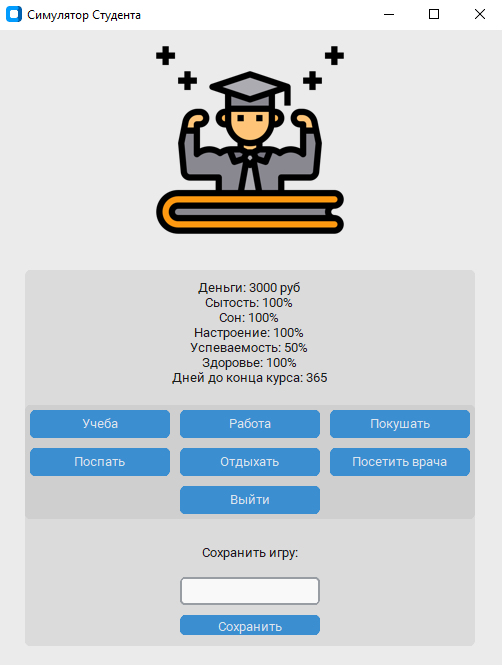 Симулятор Студента
Деньги: 3000 руб
Сытость: 100%
Сон: 100%
Настроение: 100%
Успеваемость: 50%
Здоровье: 100%
Дней до конца курса: 365
Учеба Работа Покушать
Поспать Отдыхать Посетить врача
Выйти
Сохранить игру:
Сохранить